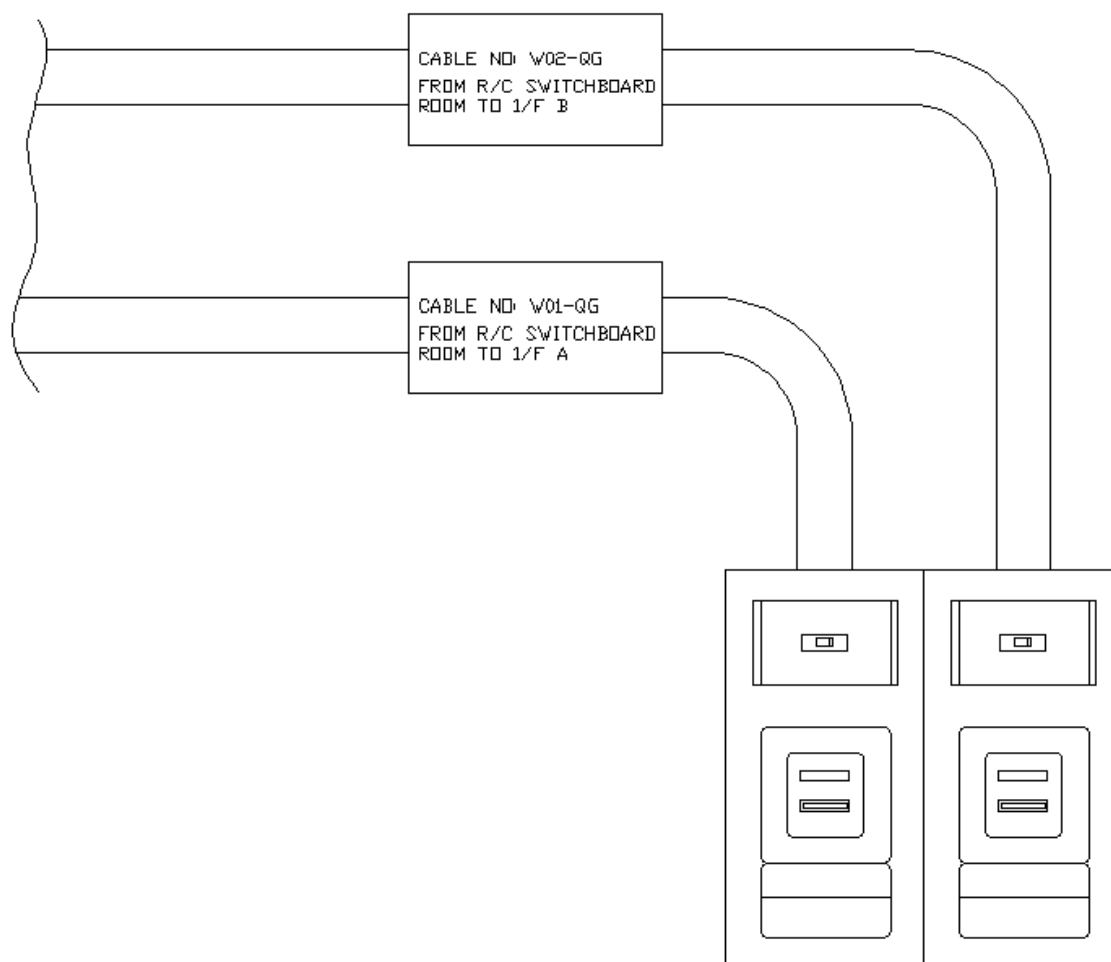 CABLE NO: W02-QG
FROM R/C SWITCHBOARD
ROOM TO 1/F B
CABLE NO: W01-QG
FROM R/C SWITCHBOARD
ROOM TO 1/F A